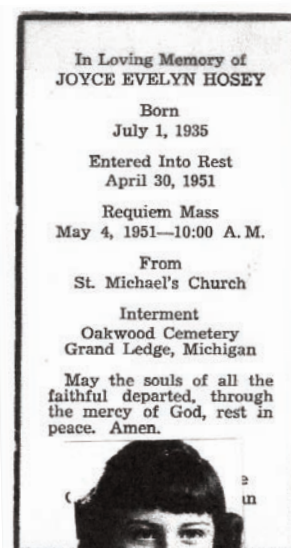 In Loving Memory of
JOYCE EVELYN HOSEY
Born
July 1, 1935
Entered Into Rest
April 30, 1951
Requiem Mass
May 4, 1951—10:00 A. M.
From
St. Michael's Church
Interment
Oakwood Cemetery
Grand Ledge, Michigan
May the souls of all the
faithful departed, through
the mercy of God, rest in
peace. Amen.